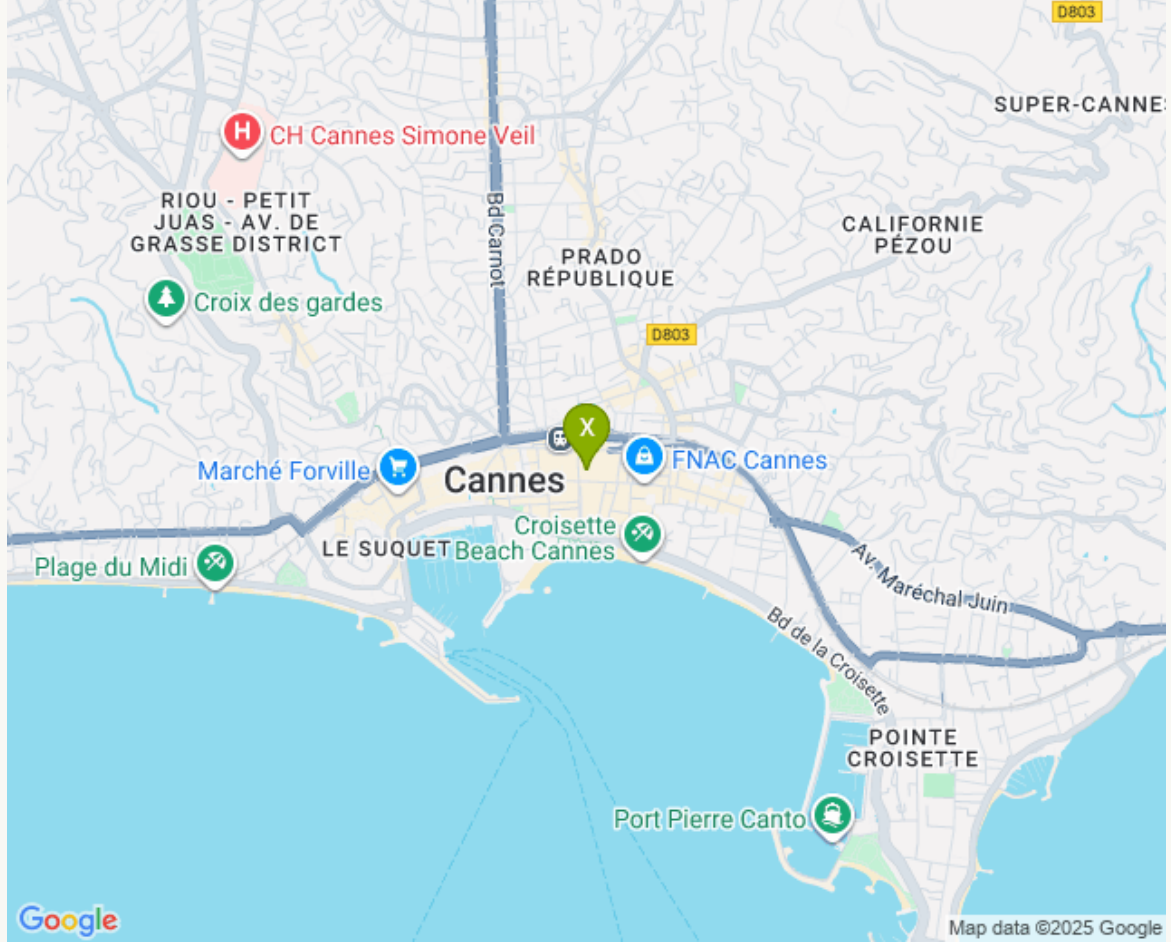 D803
SUPER-CANNE
H
CH Cannes Simone Veil
RIOU - PETIT
JUAS - AV. DE
GRASSE DISTRICT
Bd Carnot
CALIFORNIE
PÉZOU
PRADO
RÉPUBLIQUE
Croix des gardes
D803
X
Marché Forville
Cannes
FNAC Cannes
Croisette
Beach Cannes
LE SUQUET
Plage du Midi
Av. Maréchal Juin
Bd de la Croisette
POINTE
CROISETTE
Port Pierre Canto
Google
Map data ©2025 Google